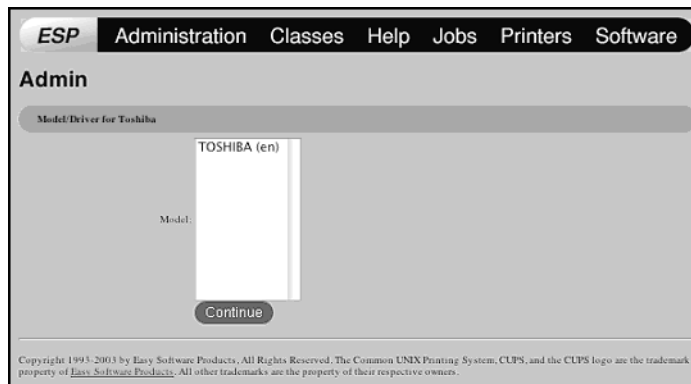 ESP Administration Classes Help Jobs Printers Software
Admin
Model/Driver for Toshiba
TOSHIBA (en)
Model:
Continue
Copyright 1993-2003 by Easy Software Products, All Rights Reserved. The Common UNIX Printing System, CUPS, and the CUPS logo are the trademark
property of Easy Software Products. All other trademarks are the property of their respective owners.